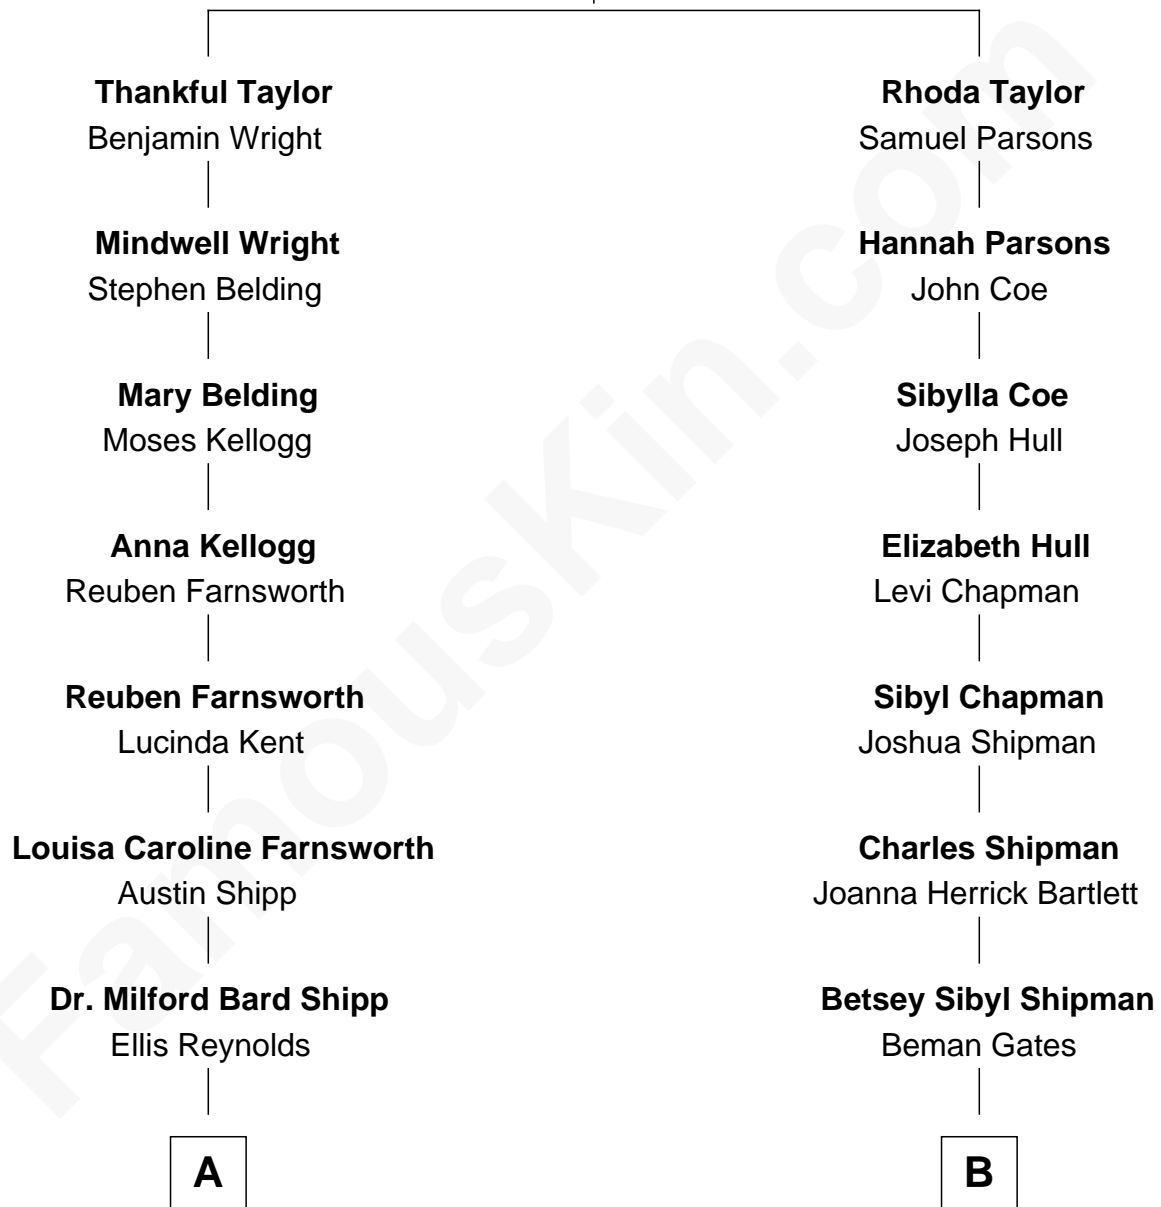 Thankful Taylor
Benjamin Wright
Mindwell Wright
Stephen Belding
Mary Belding
Moses Kellogg
Anna Kellogg
Reuben Farnsworth
Reuben Farnsworth
Lucinda Kent
Louisa Caroline Farnsworth
Austin Shipp
Dr. Milford Bard Shipp
Ellis Reynolds
A
Rhoda Taylor
Samuel Parsons
Hannah Parsons
John Coe
Sibylla Coe
Joseph Hull
Elizabeth Hull
Levi Chapman
Sibyl Chapman
Joshua Shipman
Charles Shipman
Joanna Herrick Bartlett
Betsey Sibyl Shipman
Beman Gates
B
FamousKin.com